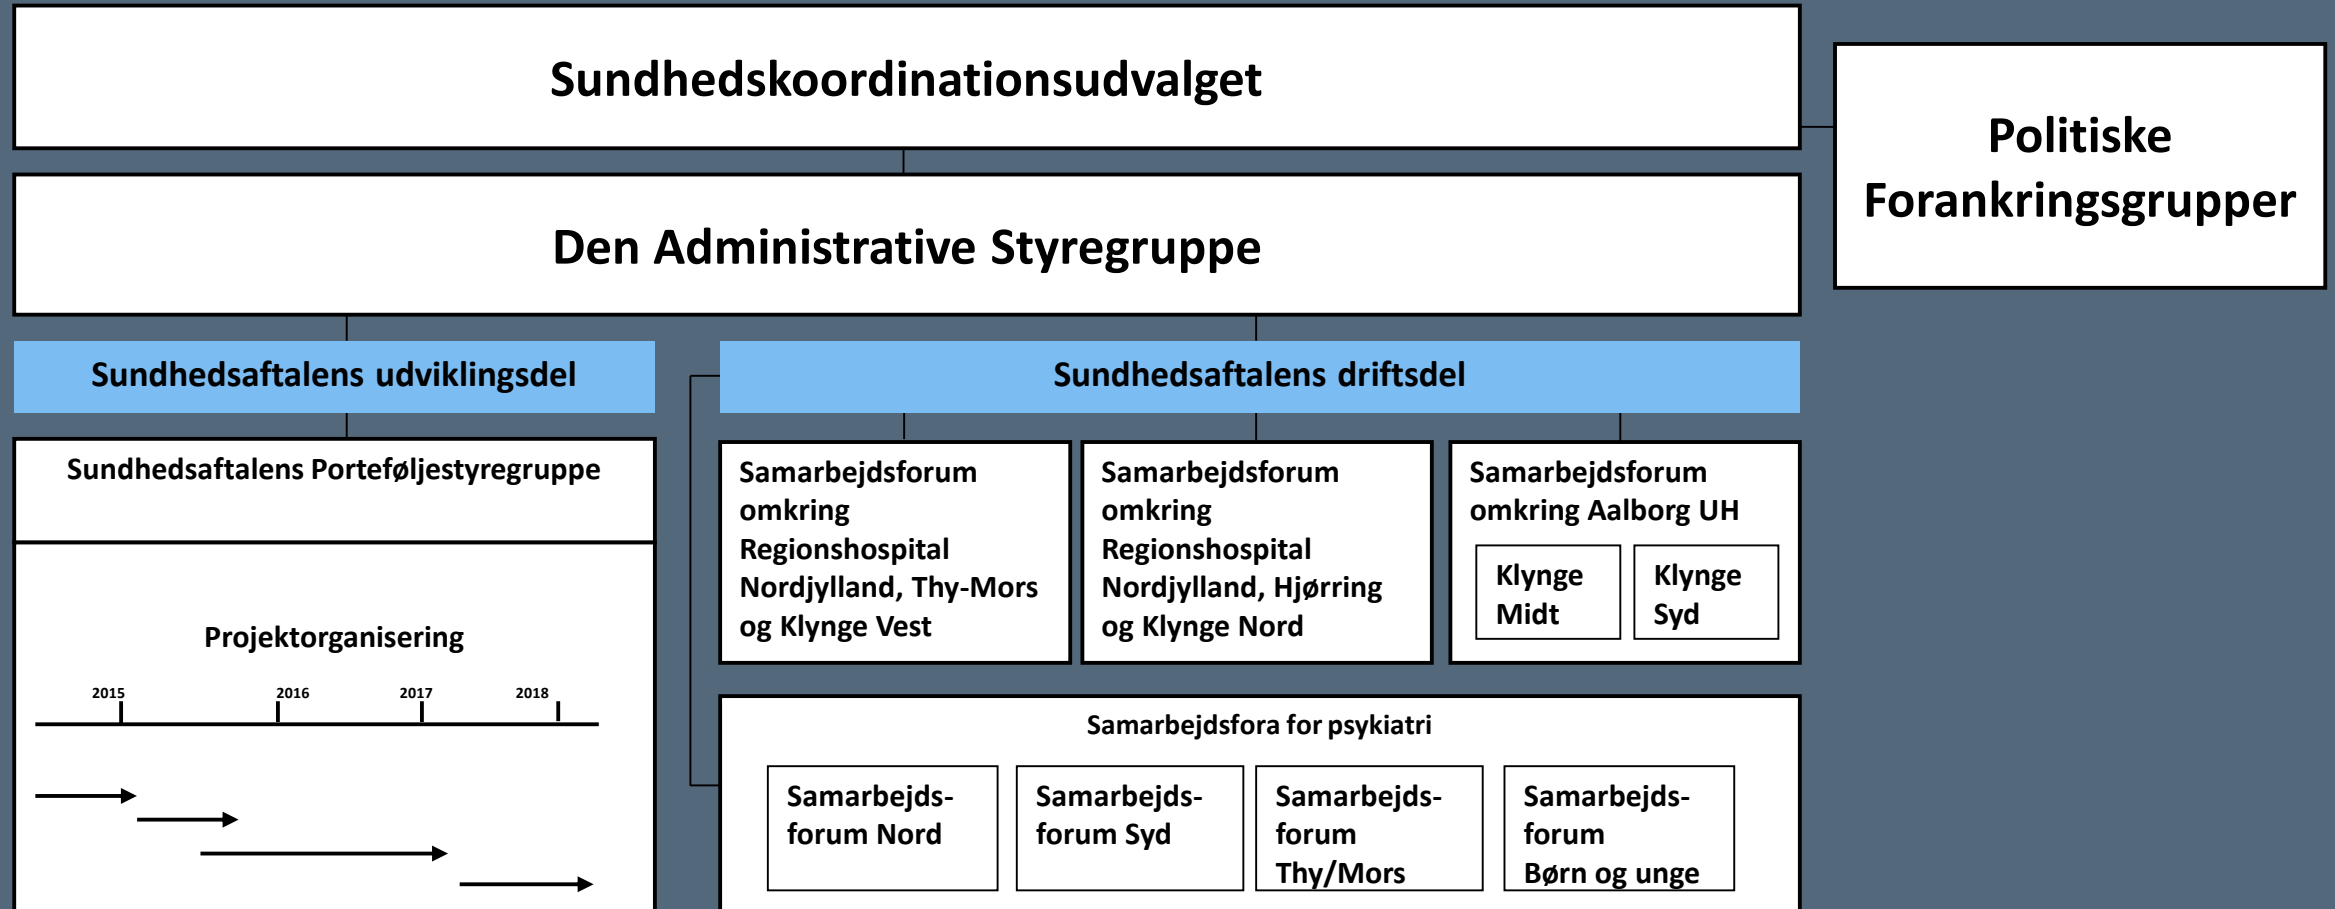 Sundhedskoordinationsudvalget
Politiske
Forankringsgrupper
Den Administrative Styregruppe
Sundhedsaftalens udviklingsdel
Sundhedsaftalens driftsdel
Sundhedsaftalens Porteføljestyregruppe
Projektorganisering
2015
2016
2017
2018
Samarbejdsforum
omkring
Regionshospital
Nordjylland, Thy-Mors
og Klynge Vest
Samarbejdsforum
omkring
Regionshospital
Nordjylland, Hjørring
og Klynge Nord
Samarbejdsforum
omkring Aalborg UH
Klynge
Midt
Klynge
Syd
Samarbejdsfora for psykiatri
Samarbejds-
forum Nord
Samarbejds-
forum Syd
Samarbejds-
forum
Thy/Mors
Samarbejds-
forum
Børn og unge